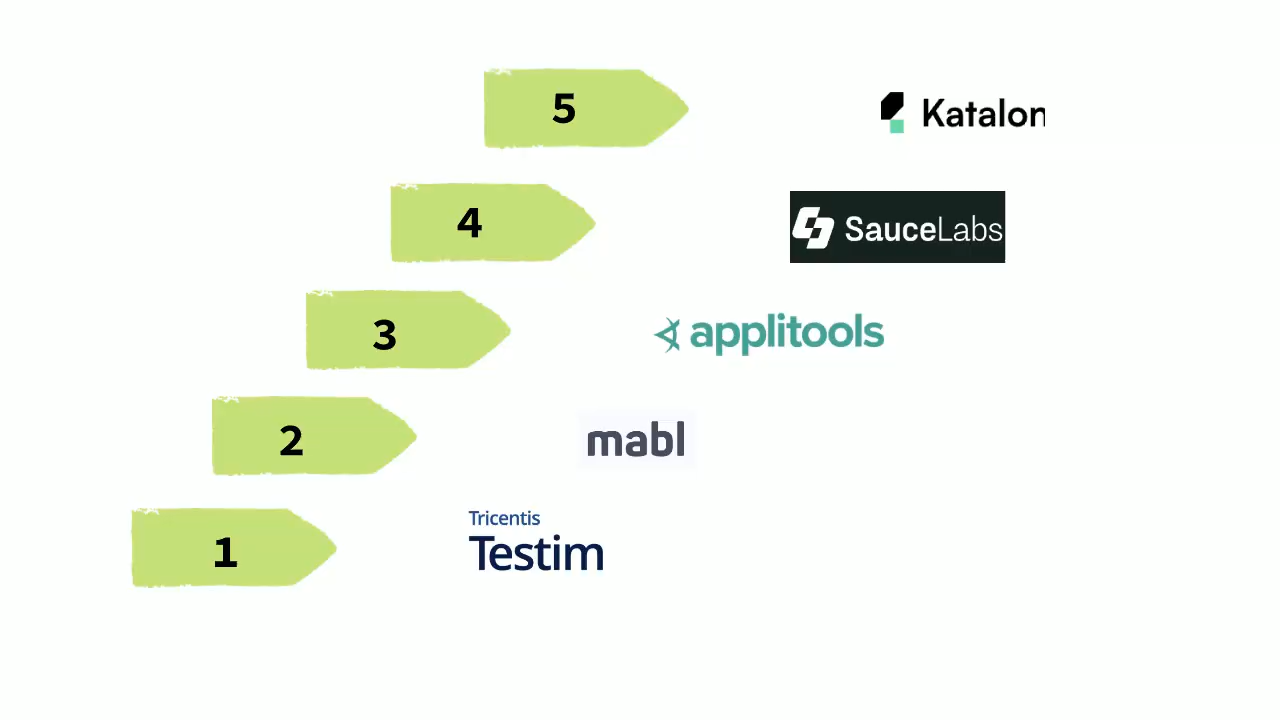 5
Katalon
4
SauceLabs
3
applitools
2
mabl
1
Tricentis
Testim